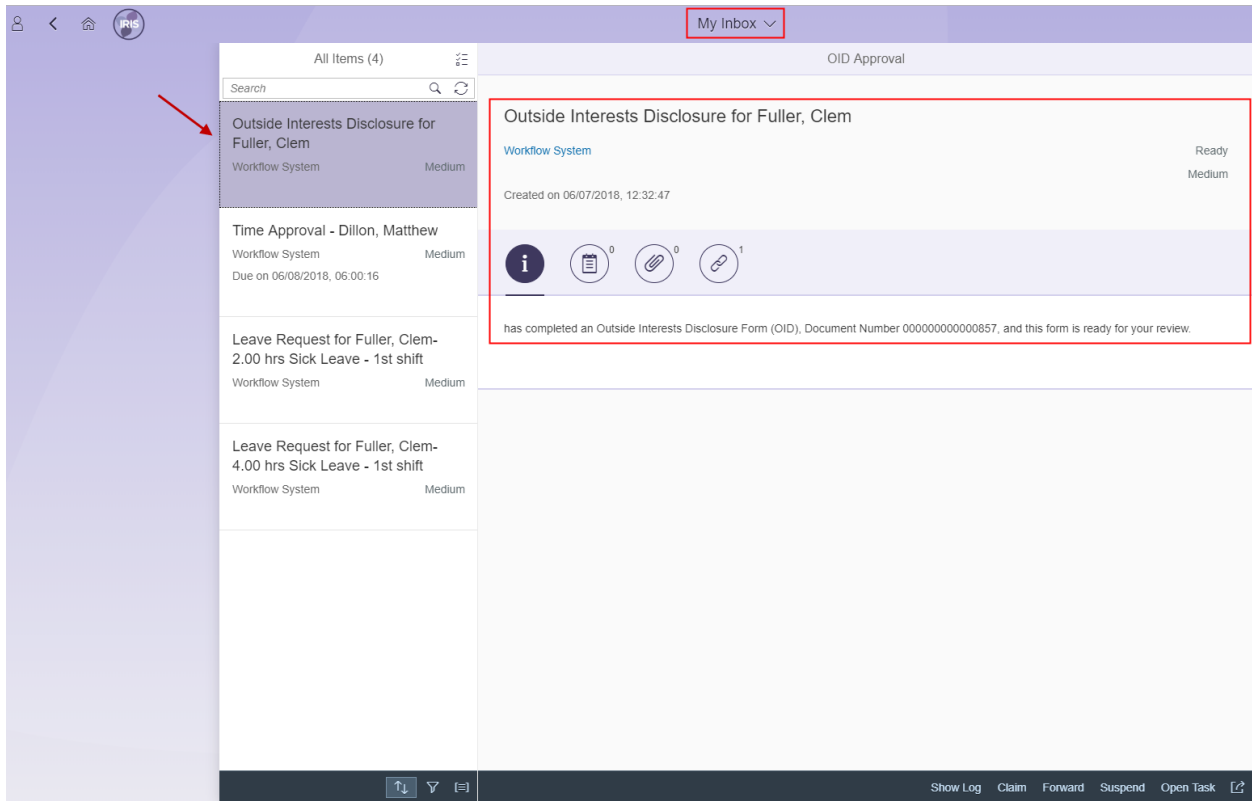 IRIS
My Inbox
All Items (4)
OID Approval
Search
Outside Interests Disclosure for
Fuller, Clem
Workflow System Medium
Time Approval - Dillon, Matthew
Workflow System Medium
Due on 06/08/2018, 06:00:16
Leave Request for Fuller, Clem-
2.00 hrs Sick Leave - 1st shift
Workflow System Medium
Leave Request for Fuller, Clem-
4.00 hrs Sick Leave - 1st shift
Workflow System Medium
Outside Interests Disclosure for Fuller, Clem
Workflow System Ready
Medium
Created on 06/07/2018, 12:32:47
i 0 0 1
has completed an Outside Interests Disclosure Form (OID), Document Number 000000000000857, and this form is ready for your review.
Show Log Claim Forward Suspend Open Task